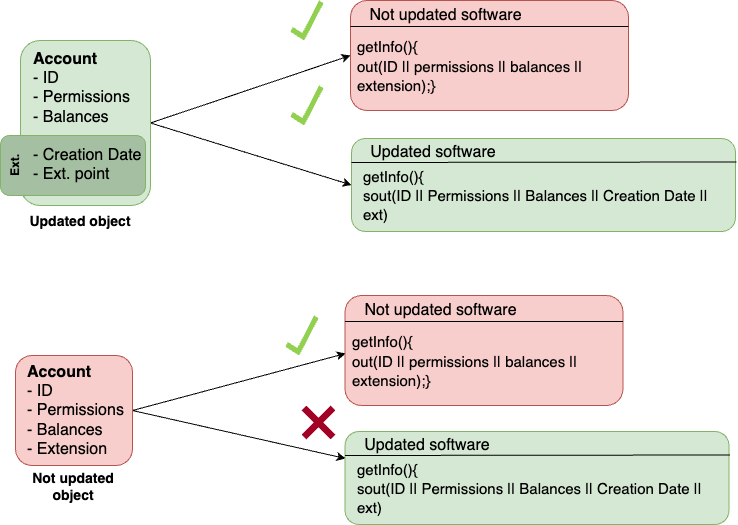 Not updated software
getInfo(){
out(ID || permissions || balances ||
extension);}
Account
- ID
- Permissions
- Balances
Ext.
- Creation Date
- Ext. point
Updated object
Updated software
getInfo(){
sout(ID || Permissions || Balances || Creation Date ||
ext)
Not updated software
getInfo(){
out(ID || permissions || balances ||
extension);}
Account
- ID
- Permissions
- Balances
- Extension
Not updated
object
Updated software
getInfo(){
sout(ID || Permissions || Balances || Creation Date ||
ext)